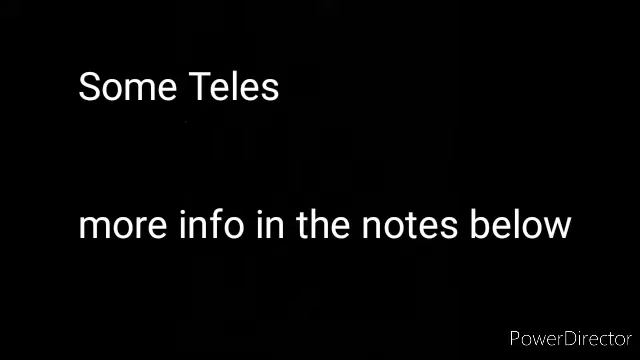 Some Teles
more info in the notes below
PowerDirector